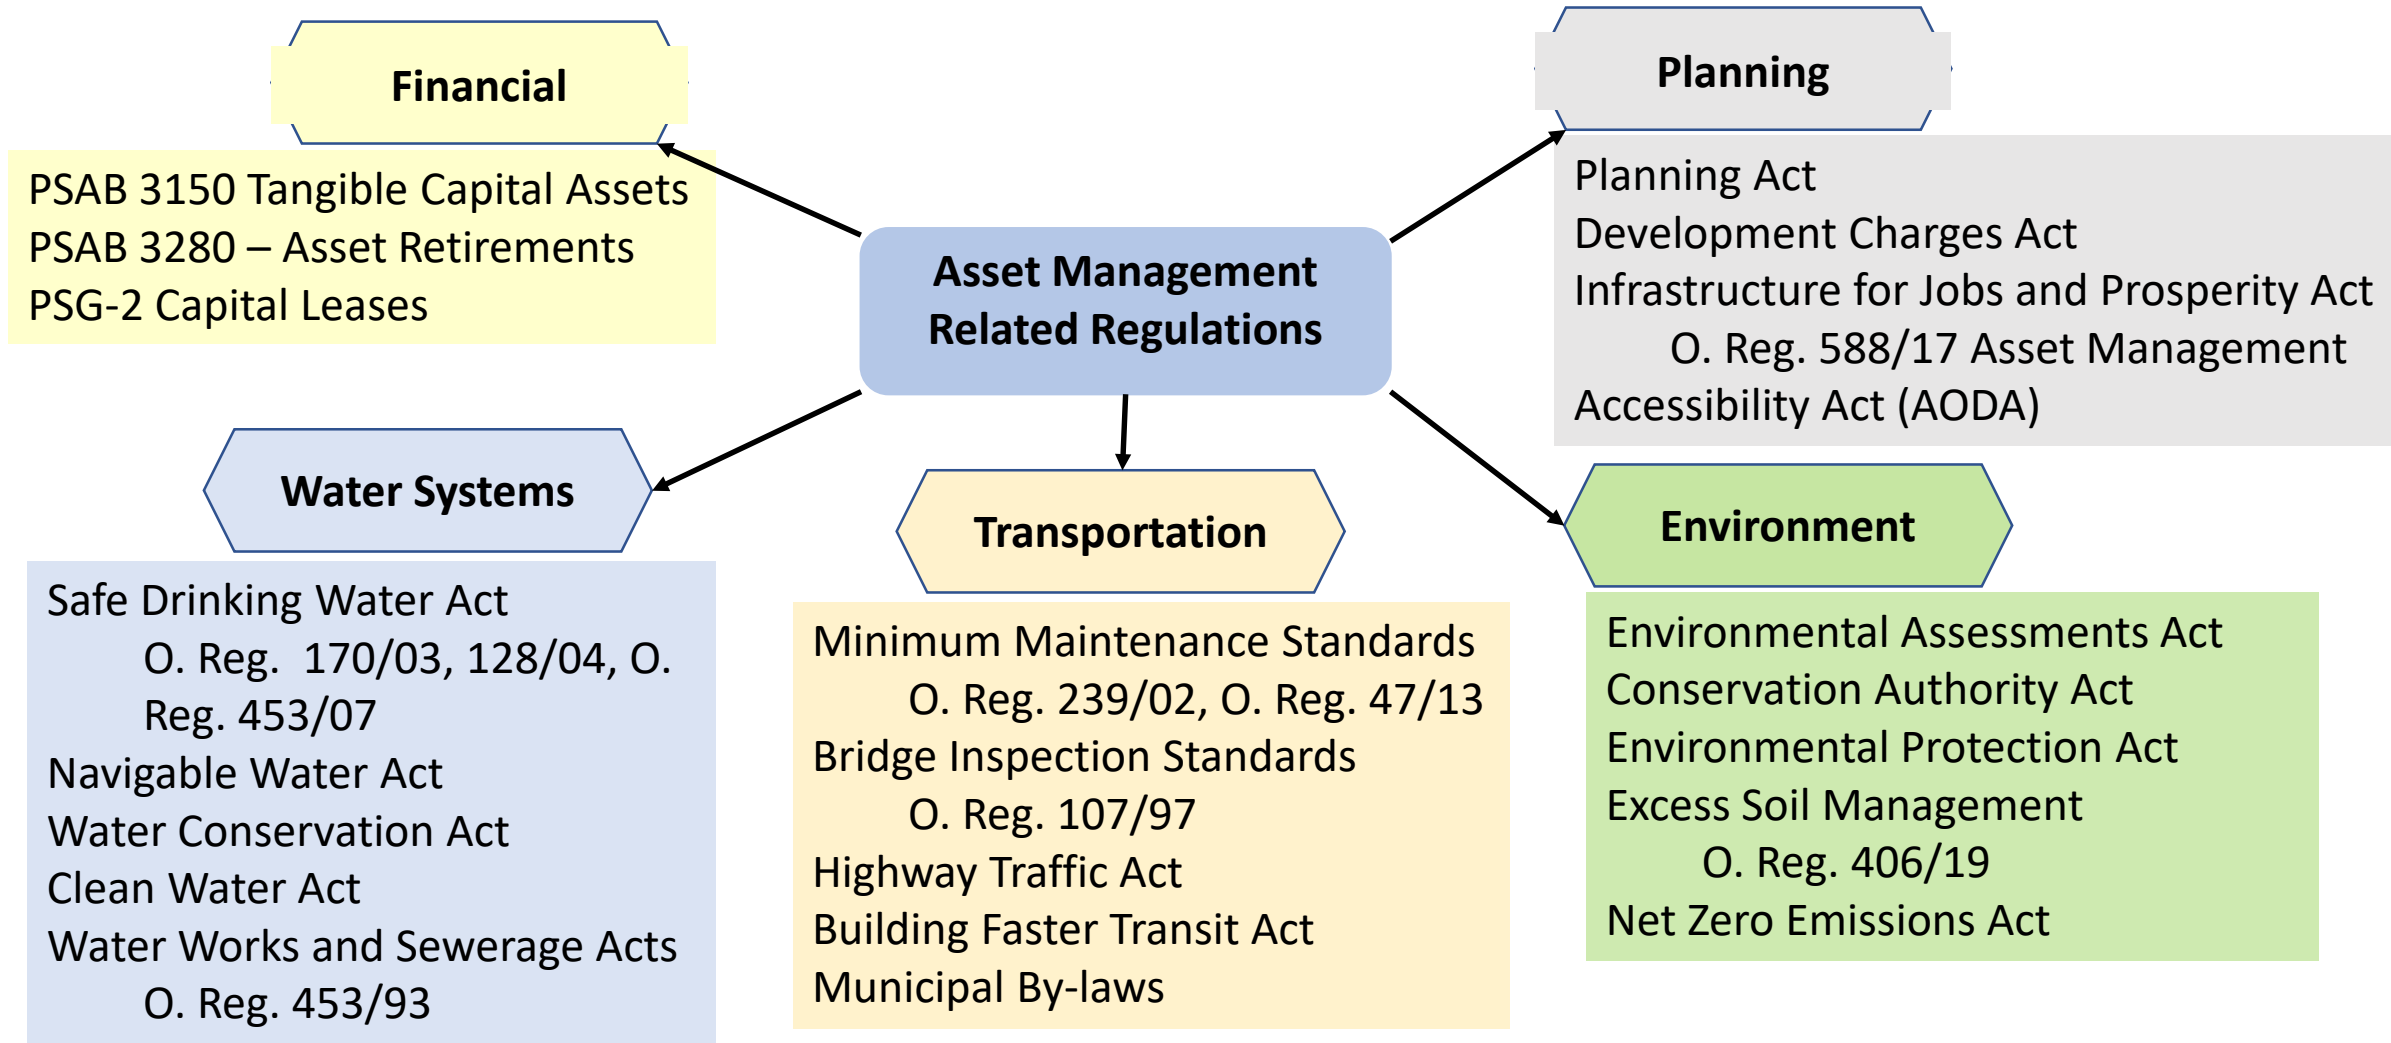 Financial
PSAB 3150 Tangible Capital Assets
PSAB 3280 – Asset Retirements
PSG-2 Capital Leases
Planning
Planning Act
Development Charges Act
Infrastructure for Jobs and Prosperity Act
O. Reg. 588/17 Asset Management
Accessibility Act (AODA)
Asset Management
Related Regulations
Water Systems
Safe Drinking Water Act
O. Reg.  170/03, 128/04, O.
Reg. 453/07
Navigable Water Act
Water Conservation Act
Clean Water Act
Water Works and Sewerage Acts
O. Reg. 453/93
Transportation
Minimum Maintenance Standards
O. Reg. 239/02, O. Reg. 47/13
Bridge Inspection Standards
O. Reg. 107/97
Highway Traffic Act
Building Faster Transit Act
Municipal By-laws
Environment
Environmental Assessments Act
Conservation Authority Act
Environmental Protection Act
Excess Soil Management
O. Reg. 406/19
Net Zero Emissions Act